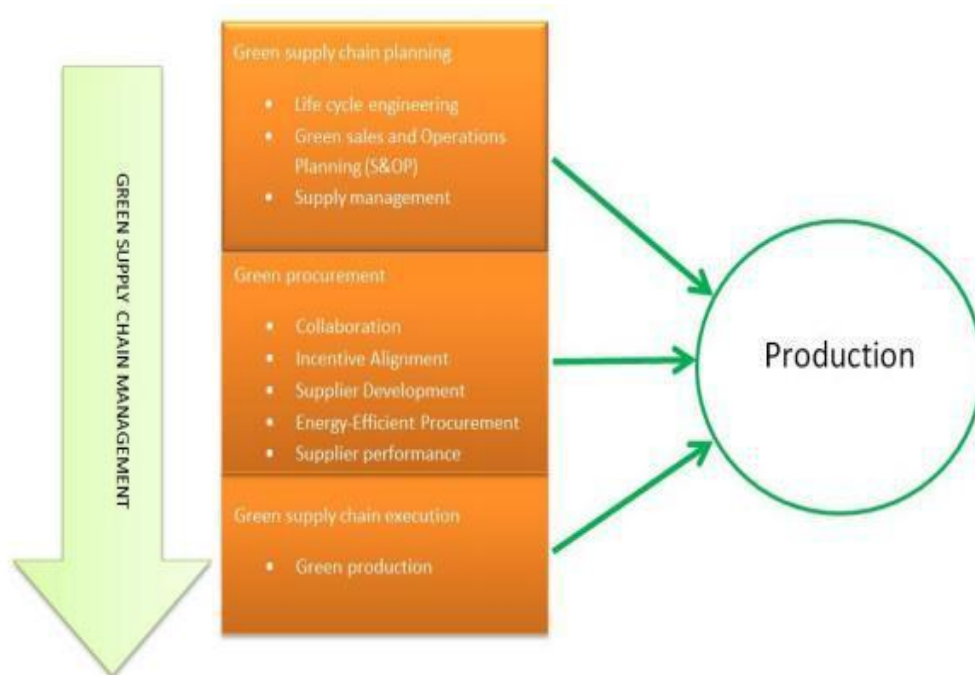 GREEN SUPPLY CHAIN MANAGEMENT
Green supply chain planning
• Life cycle engineering
• Green sales and Operations
Planning (S&OP)
• Supply management
Green procurement
• Collaboration
• Incentive Alignment
• Supplier Development
• Energy-Efficient Procurement
• Supplier performance
Green supply chain execution
• Green production
Production